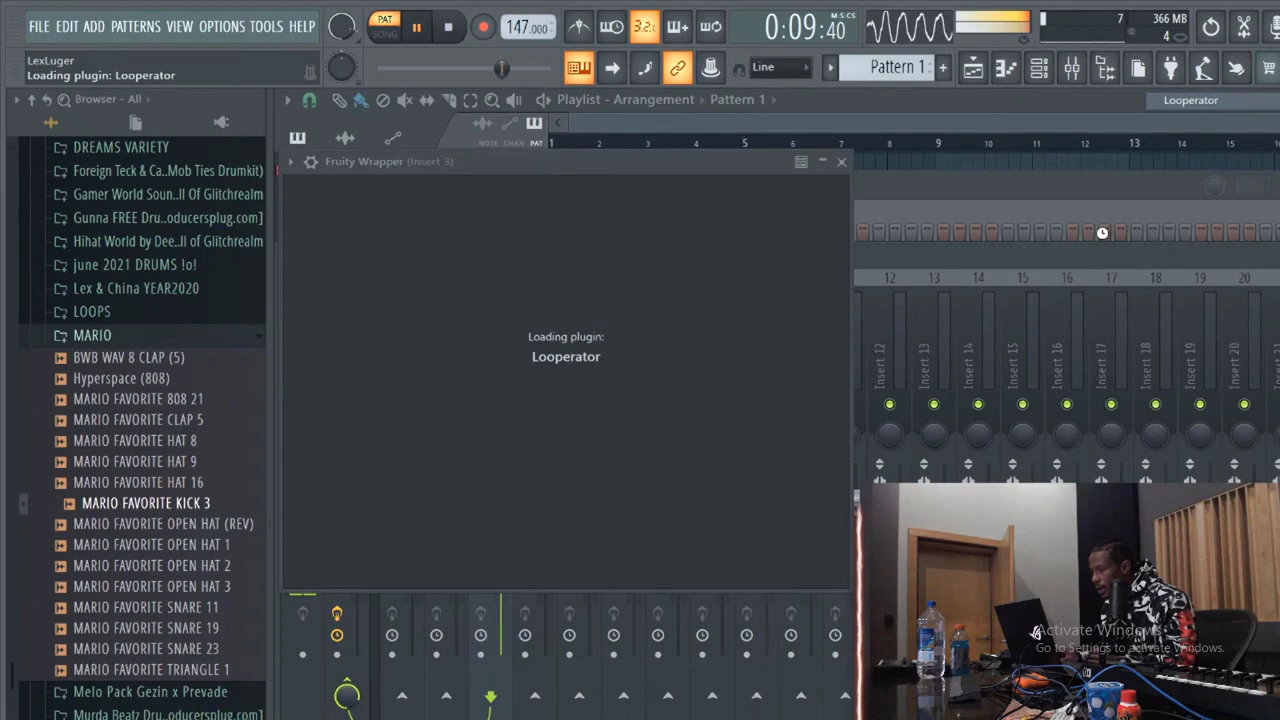 FILE EDIT ADD PATTERNS VIEW OPTIONS TOOLS HELP
PAT
SONG
147.000
3.2.
0:09:40
M:S:CS
7
366 MB
4
LexLuger
Loading plugin: Looperator
Line
Pattern 1
Browser - All
Playlist - Arrangement
Pattern 1
Looperator
NOTE CHAN PAT
1 2 3 4 5 6 7 8 9 10 11 12 13 14 15
Fruity Wrapper (Insert 3)
Loading plugin:
Looperator
DREAMS VARIETY
Foreign Teck & Ca..Mob Ties Drumkit)
Gamer World Soun..ll Of Glitchrealm
Gunna FREE Dru..oducersplug.com]
Hihat World by Dee..ll of Glitchrealm
june 2021 DRUMS !o!
Lex & China YEAR2020
LOOPS
MARIO
BWB WAV 8 CLAP (5)
Hyperspace (808)
MARIO FAVORITE 808 21
MARIO FAVORITE CLAP 5
MARIO FAVORITE HAT 8
MARIO FAVORITE HAT 9
MARIO FAVORITE HAT 16
MARIO FAVORITE KICK 3
MARIO FAVORITE OPEN HAT (REV)
MARIO FAVORITE OPEN HAT 1
MARIO FAVORITE OPEN HAT 2
MARIO FAVORITE OPEN HAT 3
MARIO FAVORITE SNARE 11
MARIO FAVORITE SNARE 19
MARIO FAVORITE SNARE 23
MARIO FAVORITE TRIANGLE 1
Melo Pack Gezin x Prevade
Murda Beatz Dru..oducersplug.com]
12 13 14 15 16 17 18 19 20
Insert 12
Insert 13
Insert 14
Insert 15
Insert 16
Insert 17
Insert 18
Insert 19
Insert 20
Activate Windows
Go to Settings to activate Windows.